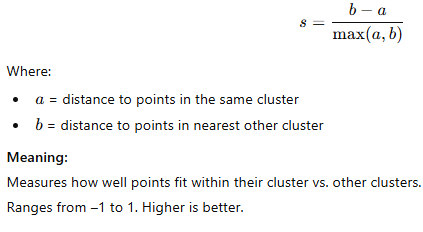 s = \frac{b - a}{\max(a, b)}
Where:
• a = distance to points in the same cluster
• b = distance to points in nearest other cluster
Meaning:
Measures how well points fit within their cluster vs. other clusters.
Ranges from –1 to 1. Higher is better.